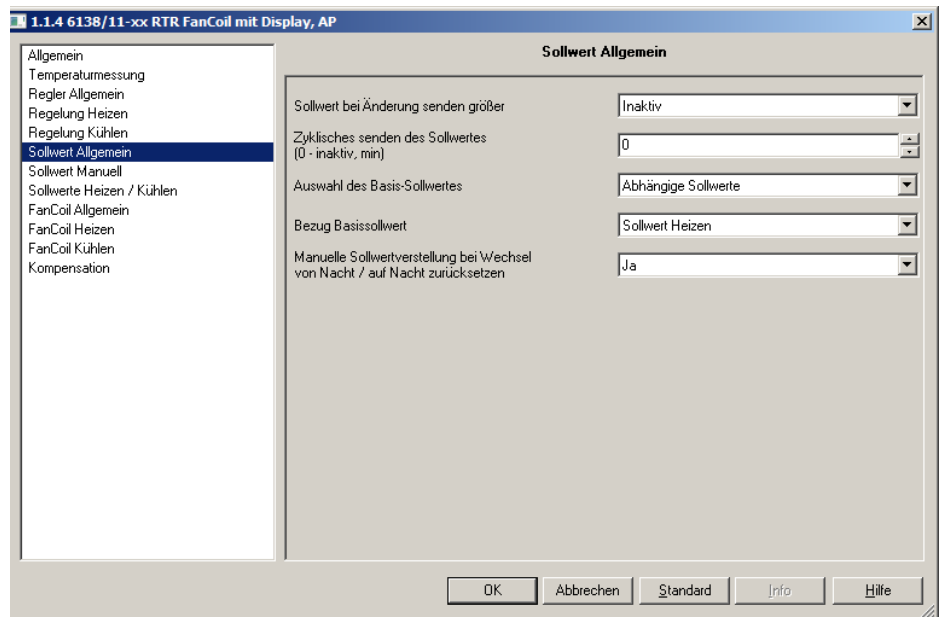 1.1.4 6138/11-xx RTR FanCoil mit Display, AP
Allgemein
Temperaturmessung
Regler Allgemein
Regelung Heizen
Regelung Kühlen
Sollwert Allgemein
Sollwert Manuell
Sollwerte Heizen / Kühlen
FanCoil Allgemein
FanCoil Heizen
FanCoil Kühlen
Kompensation
Sollwert Allgemein
Sollwert bei Änderung senden größer
Inaktiv
Zyklisches senden des Sollwertes
(0 - inaktiv, min)
0
Auswahl des Basis-Sollwertes
Abhängige Sollwerte
Bezug Basissollwert
Sollwert Heizen
Manuelle Sollwertverstellung bei Wechsel
von Nacht / auf Nacht zurücksetzen
Ja
OK
Abbrechen
Standard
Info
Hilfe